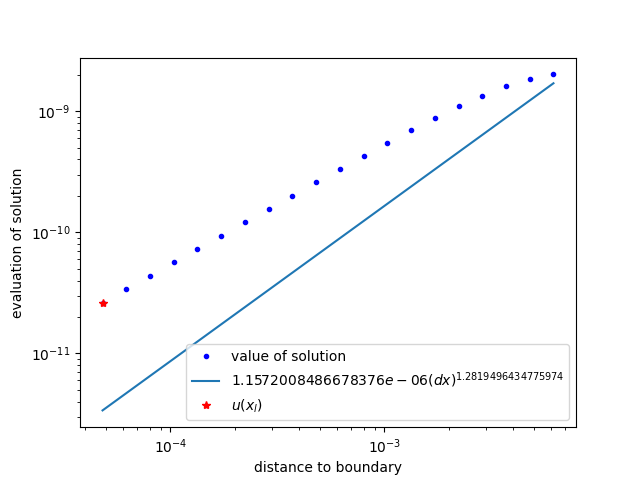 10⁻⁹
10⁻¹⁰
10⁻¹¹
evaluation of solution
value of solution
1.1572008486678376e − 06(dx)^1.2819496434775974
u(x_l)
10⁻⁴
10⁻³
distance to boundary